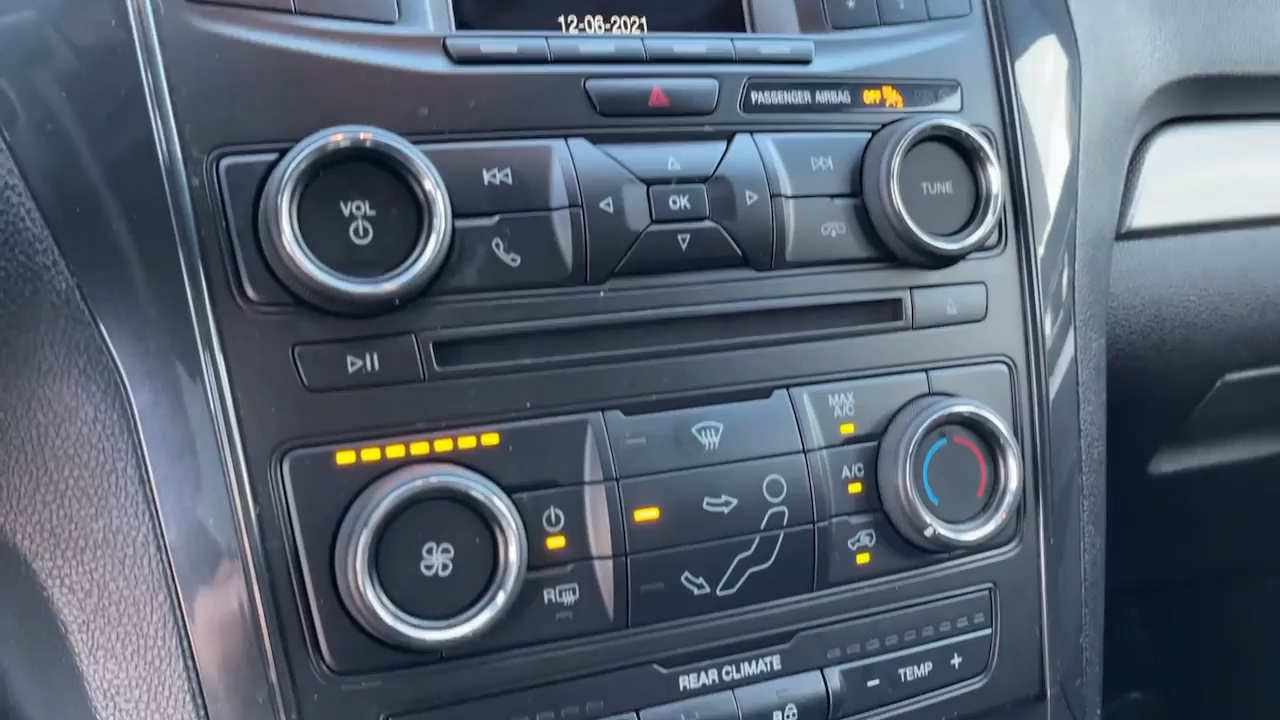 12-06-2021
PASSENGER AIRBAG OFF
VOL
OK
TUNE
MAX
A/C
A/C
R
REAR CLIMATE
- TEMP +
R